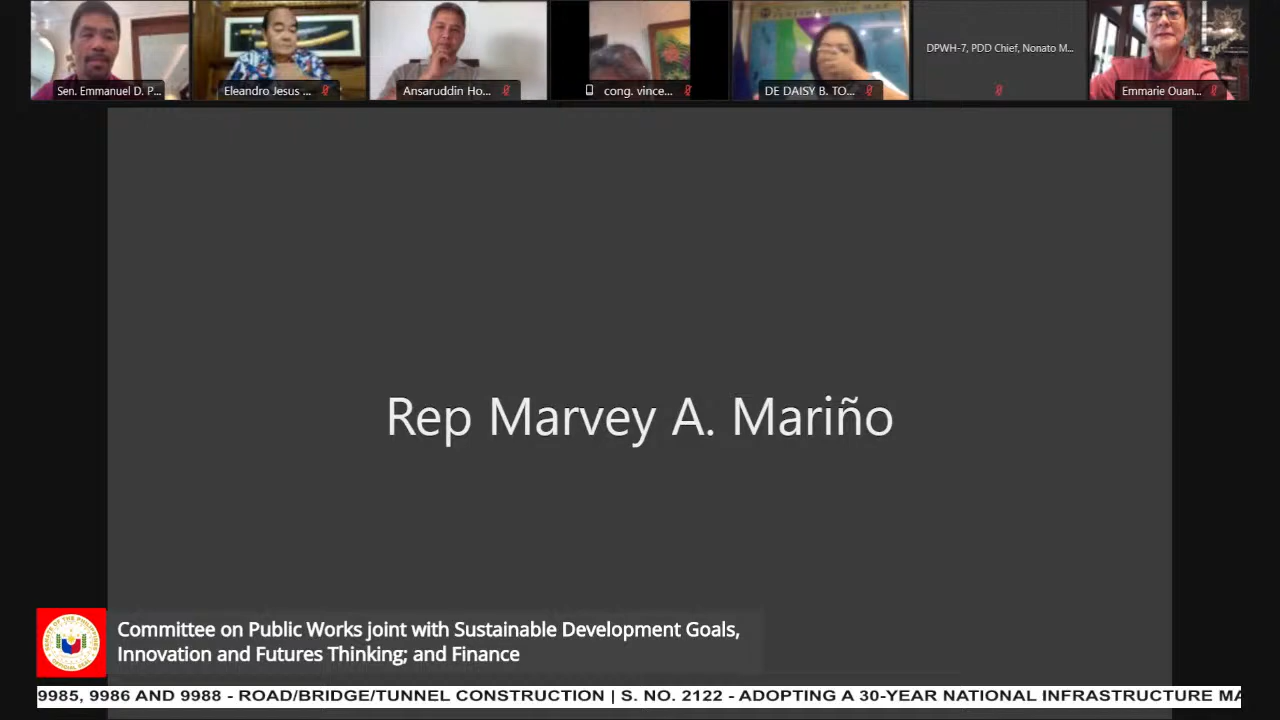 Sen. Emmanuel D. P...
Eleandro Jesus ...
Ansaruddin Ho...
cong. vince...
DE DAISY B. TO...
DPWH-7, PDD Chief, Nonato M...
Emmarie Ouan...
Rep Marvey A. Mariño
Committee on Public Works joint with Sustainable Development Goals,
Innovation and Futures Thinking; and Finance
9985, 9986 AND 9988 - ROAD/BRIDGE/TUNNEL CONSTRUCTION | S. NO. 2122 - ADOPTING A 30-YEAR NATIONAL INFRASTRUCTURE MA